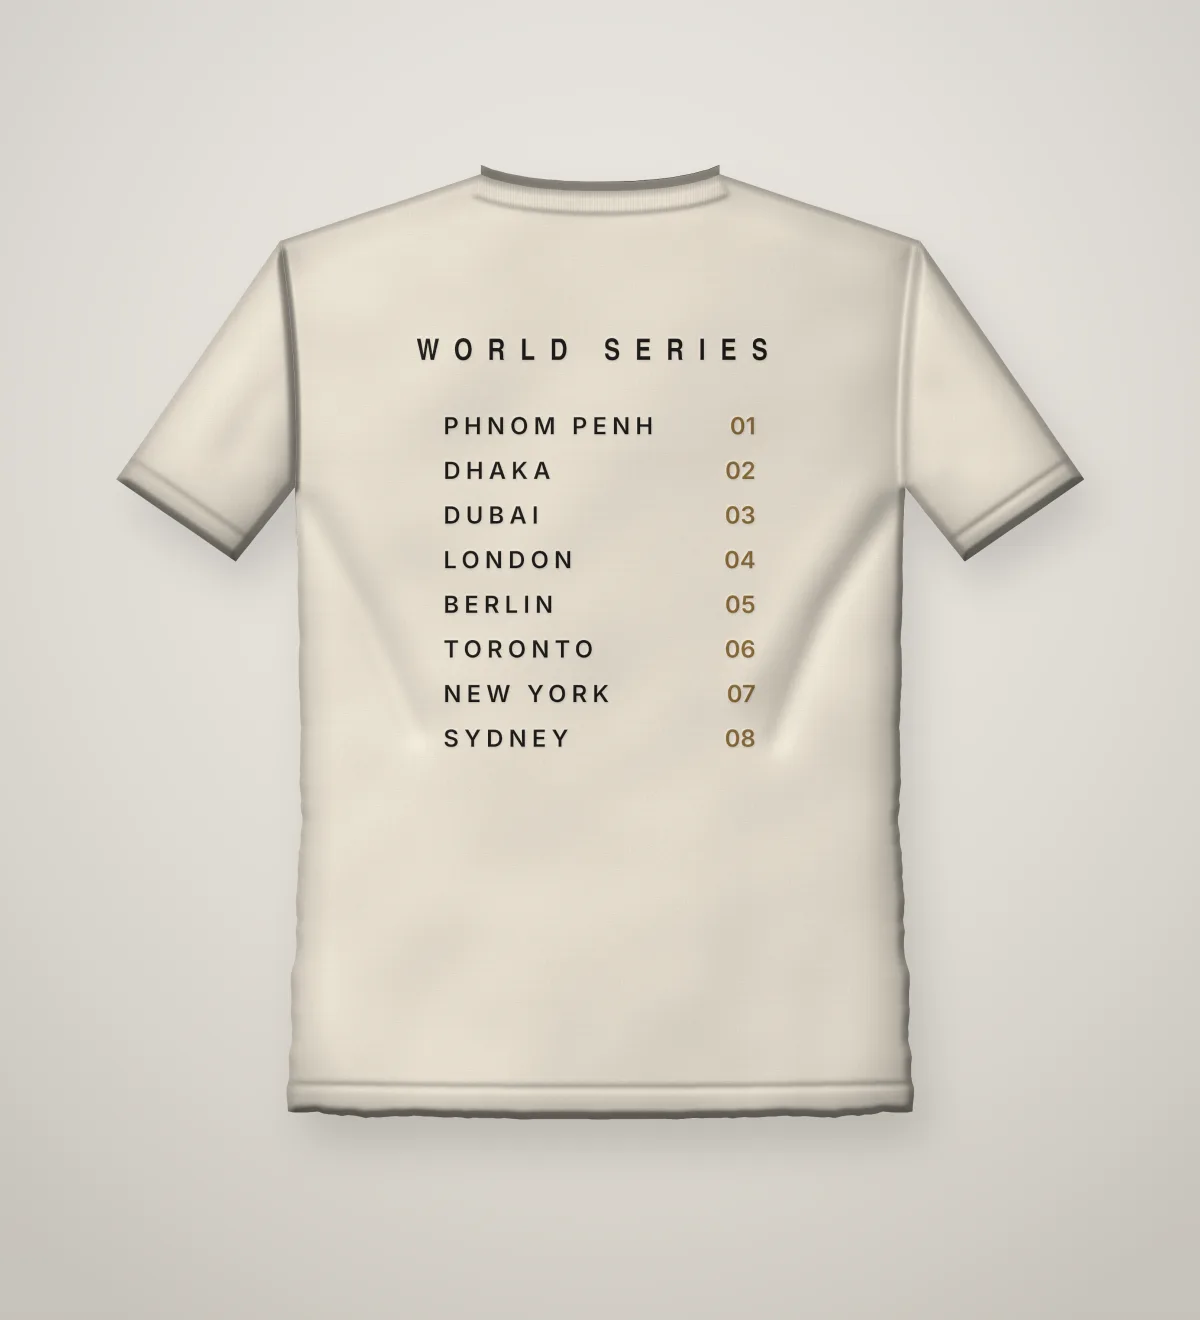 WORLD SERIES
PHNOM PENH 01
DHAKA 02
DUBAI 03
LONDON 04
BERLIN 05
TORONTO 06
NEW YORK 07
SYDNEY 08